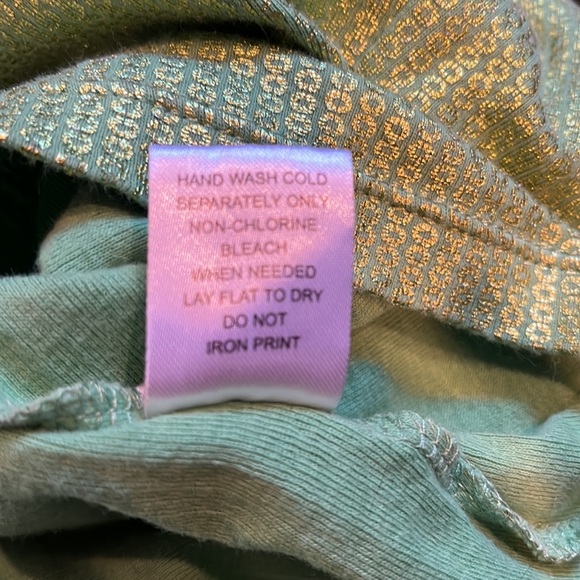 HAND WASH COLD
SEPARATELY ONLY
NON-CHLORINE
BLEACH
WHEN NEEDED
LAY FLAT TO DRY
DO NOT
IRON PRINT